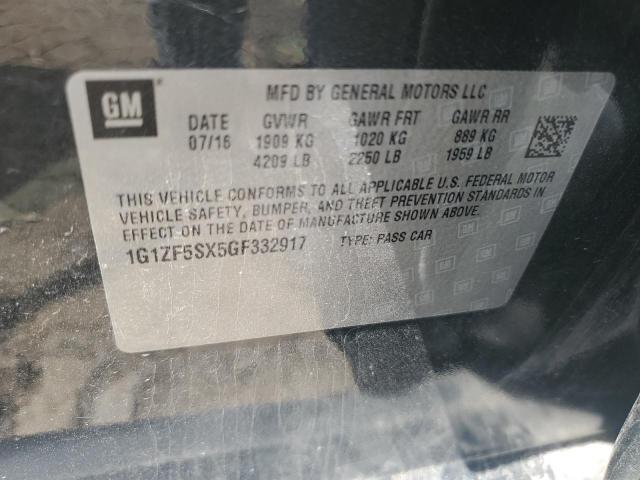 GM
MFD BY GENERAL MOTORS LLC
DATE GVWR GAWR FRT GAWR RR
07/16 1909 KG 1020 KG 889 KG
4209 LB 2250 LB 1959 LB
THIS VEHICLE CONFORMS TO ALL APPLICABLE U.S. FEDERAL MOTOR
VEHICLE SAFETY, BUMPER, AND THEFT PREVENTION STANDARDS IN
EFFECT ON THE DATE OF MANUFACTURE SHOWN ABOVE.
1G1ZF5SX5GF332917 TYPE: PASS CAR